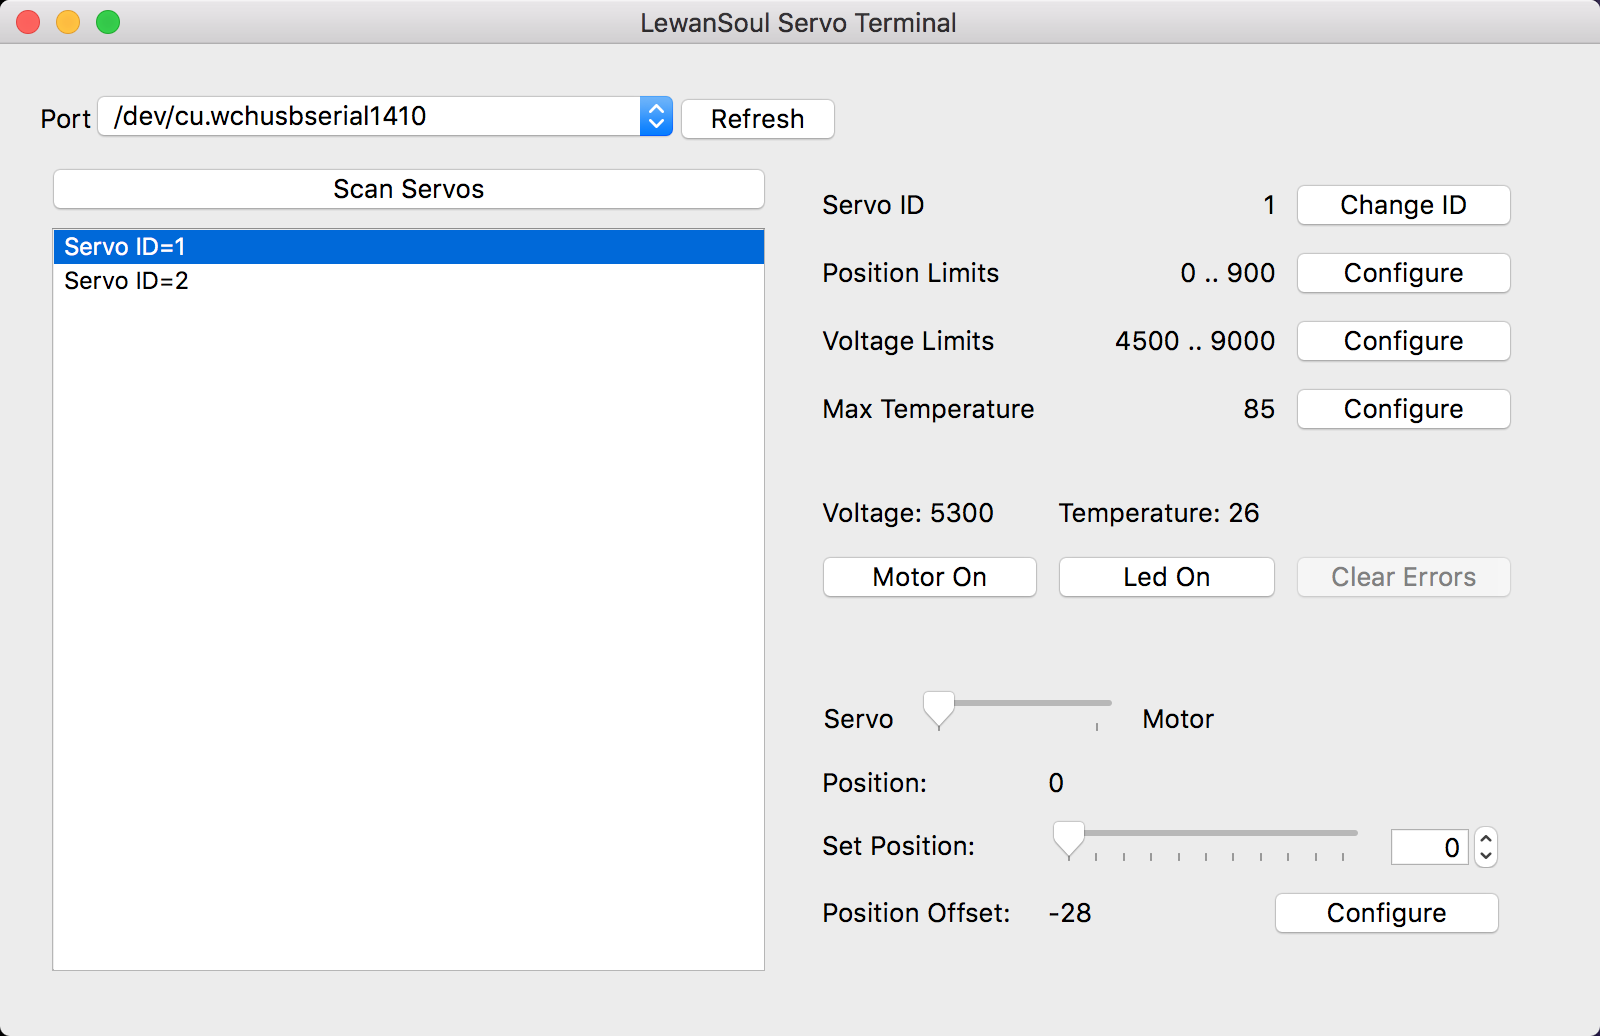 LewanSoul Servo Terminal
Port /dev/cu.wchusbserial1410 Refresh
Scan Servos
Servo ID=1
Servo ID=2
Servo ID 1 Change ID
Position Limits 0 .. 900 Configure
Voltage Limits 4500 .. 9000 Configure
Max Temperature 85 Configure
Voltage: 5300 Temperature: 26
Motor On Led On Clear Errors
Servo Motor
Position: 0
Set Position: 0
Position Offset: -28 Configure